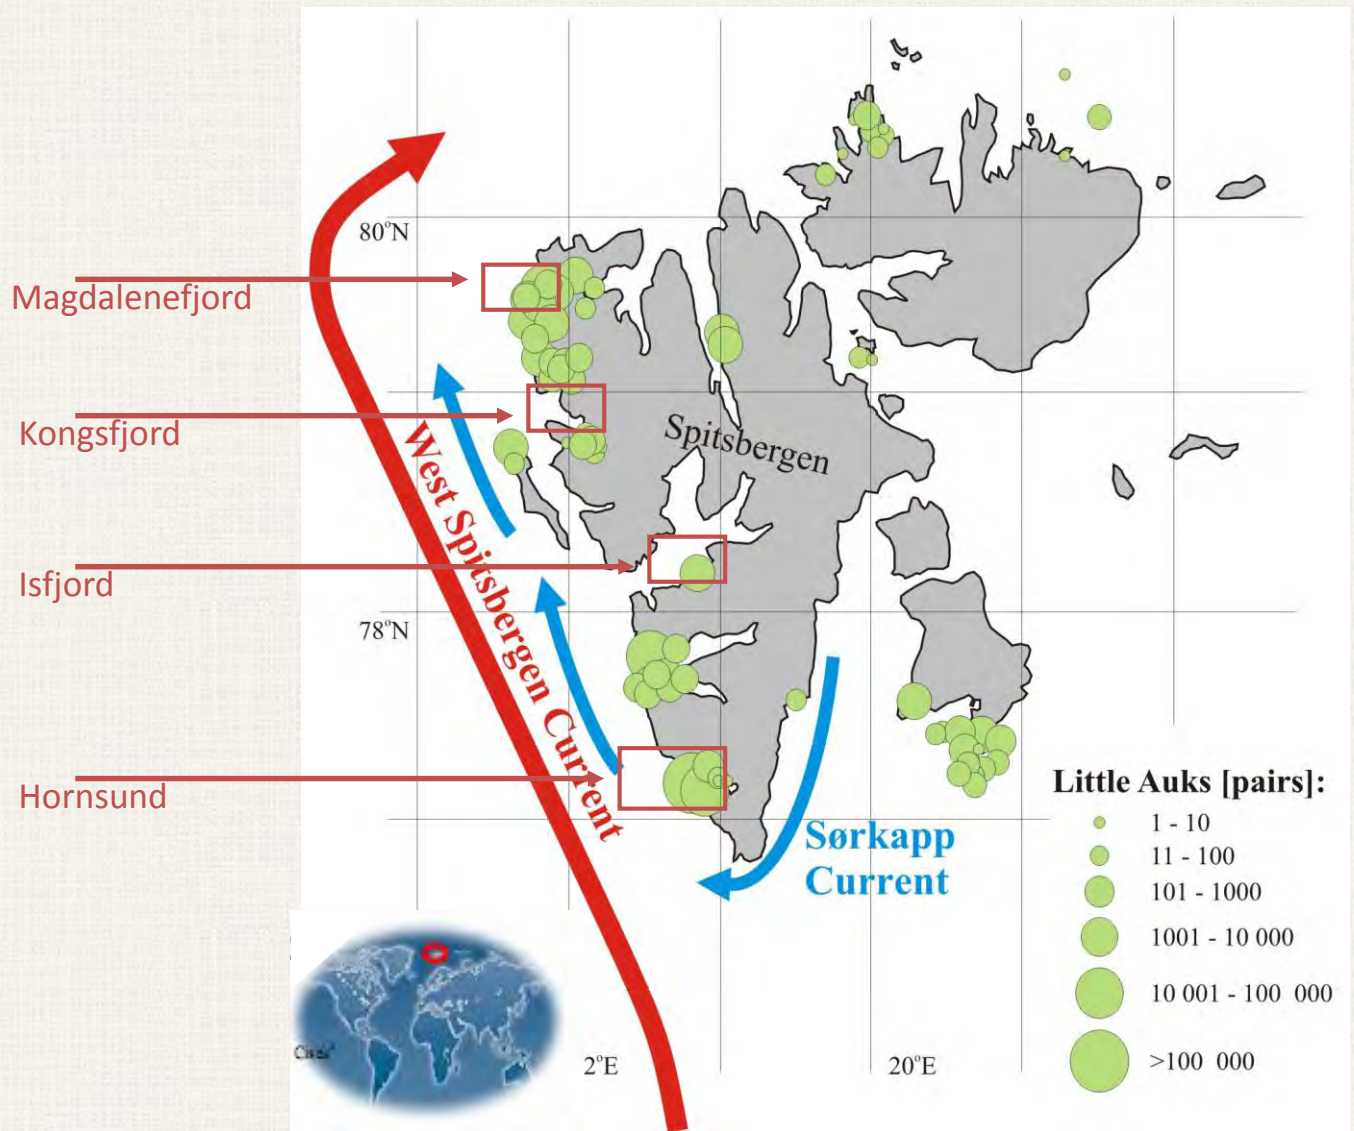 80°N
Magdalenefjord
Kongsfjord
Spitsbergen
West Spitsbergen Current
Isfjord
78°N
Hornsund
Sørkapp
Current
Little Auks [pairs]:
1 - 10
11 - 100
101 - 1000
1001 - 10 000
10 001 - 100 000
>100 000
2°E
20°E